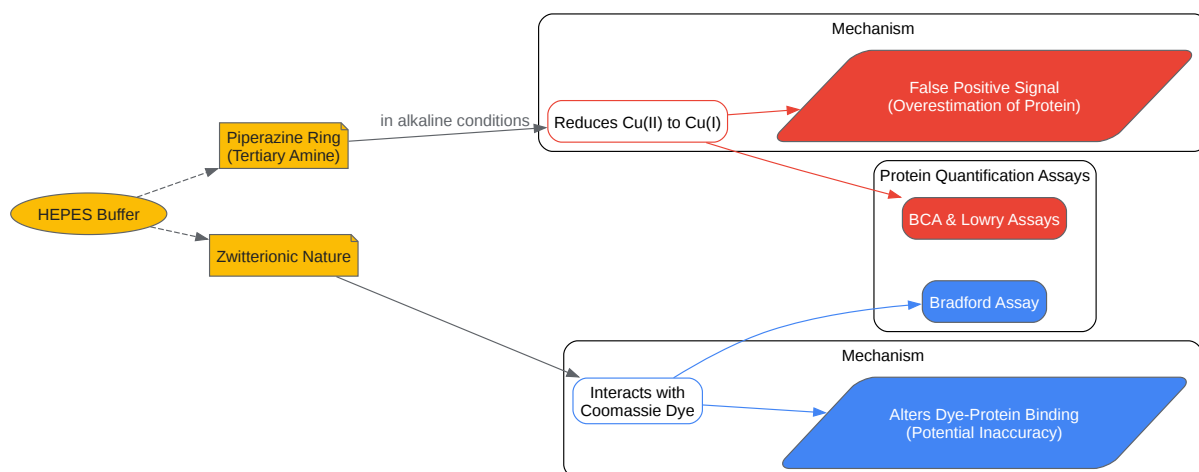 Mechanism
False Positive Signal
(Overestimation of Protein)
in alkaline conditions
Reduces Cu(II) to Cu(I)
Piperazine Ring
(Tertiary Amine)
Protein Quantification Assays
HEPES Buffer
BCA & Lowry Assays
Zwitterionic Nature
Bradford Assay
Mechanism
Interacts with
Coomassie Dye
Alters Dye-Protein Binding
(Potential Inaccuracy)